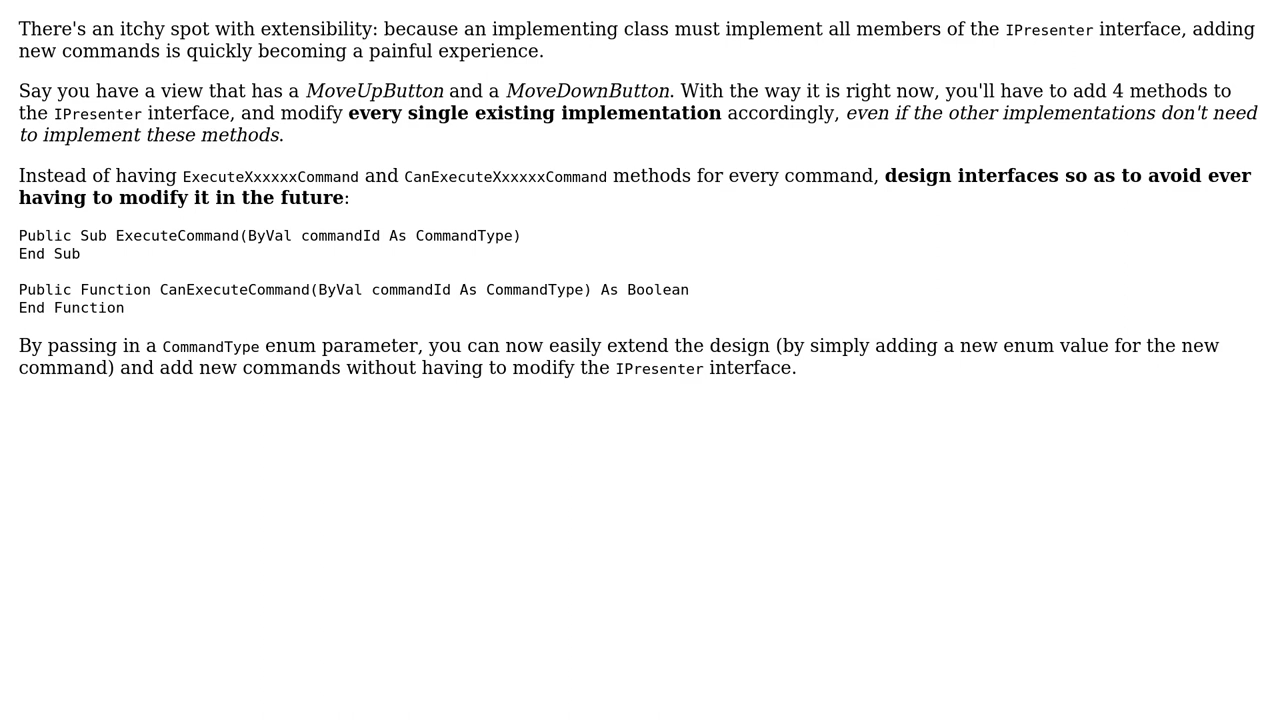 There's an itchy spot with extensibility: because an implementing class must implement all members of the IPresenter interface, adding
new commands is quickly becoming a painful experience.
Say you have a view that has a MoveUpButton and a MoveDownButton. With the way it is right now, you'll have to add 4 methods to
the IPresenter interface, and modify every single existing implementation accordingly, even if the other implementations don't need
to implement these methods.
Instead of having ExecuteXxxxxxCommand and CanExecuteXxxxxxCommand methods for every command, design interfaces so as to avoid ever
having to modify it in the future:
Public Sub ExecuteCommand(ByVal commandId As CommandType)
End Sub
Public Function CanExecuteCommand(ByVal commandId As CommandType) As Boolean
End Function
By passing in a CommandType enum parameter, you can now easily extend the design (by simply adding a new enum value for the new
command) and add new commands without having to modify the IPresenter interface.